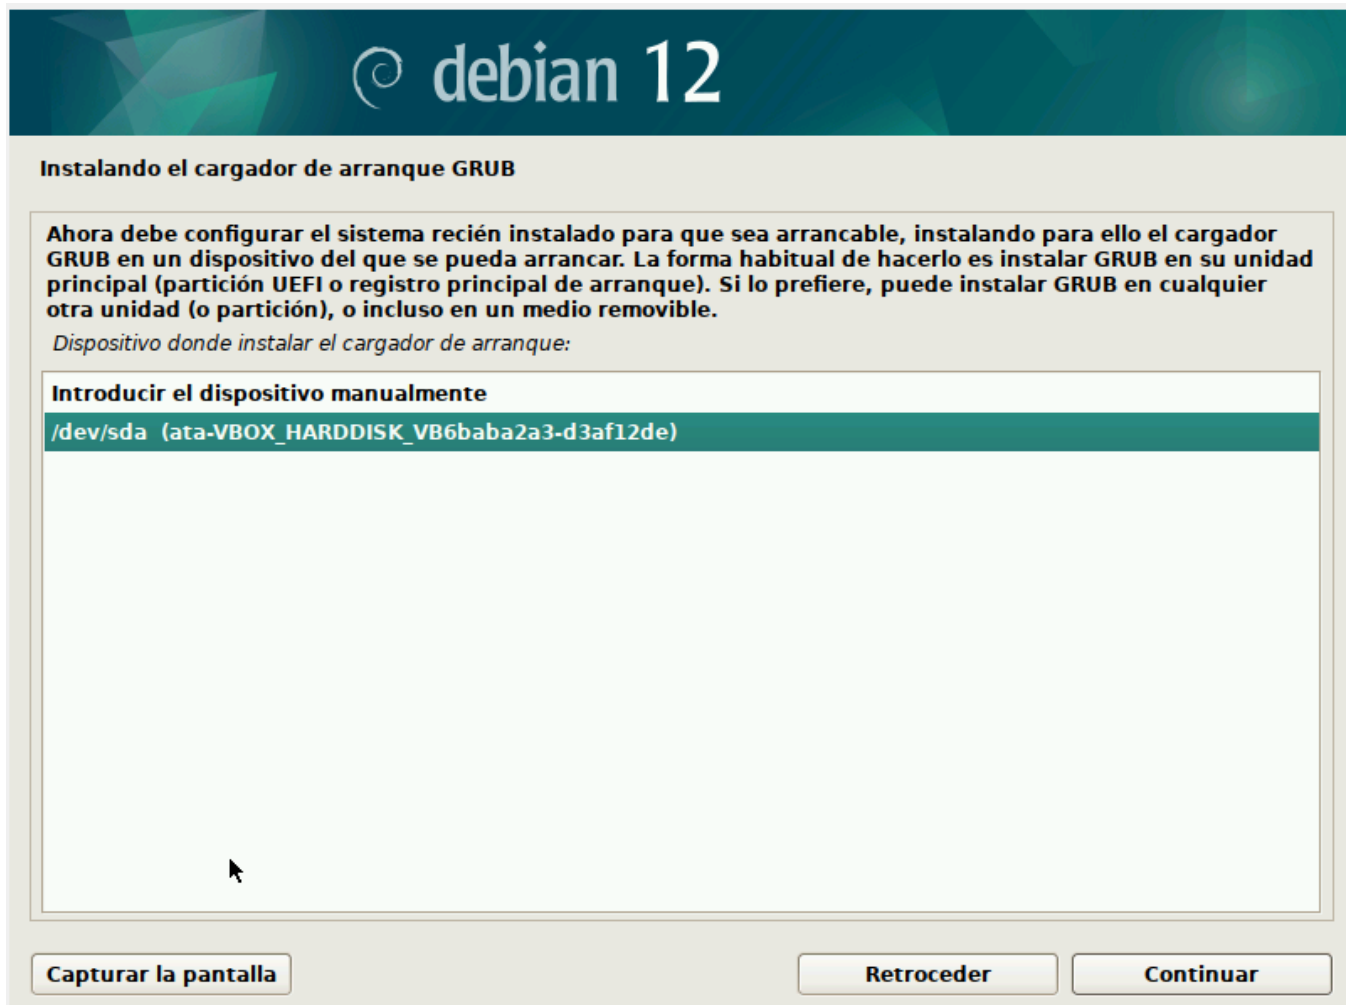 debian 12
Instalando el cargador de arranque GRUB
Ahora debe configurar el sistema recién instalado para que sea arrancable, instalando para ello el cargador
GRUB en un dispositivo del que se pueda arrancar. La forma habitual de hacerlo es instalar GRUB en su unidad
principal (partición UEFI o registro principal de arranque). Si lo prefiere, puede instalar GRUB en cualquier
otra unidad (o partición), o incluso en un medio removible.
Dispositivo donde instalar el cargador de arranque:
Introducir el dispositivo manualmente
/dev/sda (ata-VBOX_HARDDISK_VB6baba2a3-d3af12de)
Capturar la pantalla
Retroceder
Continuar